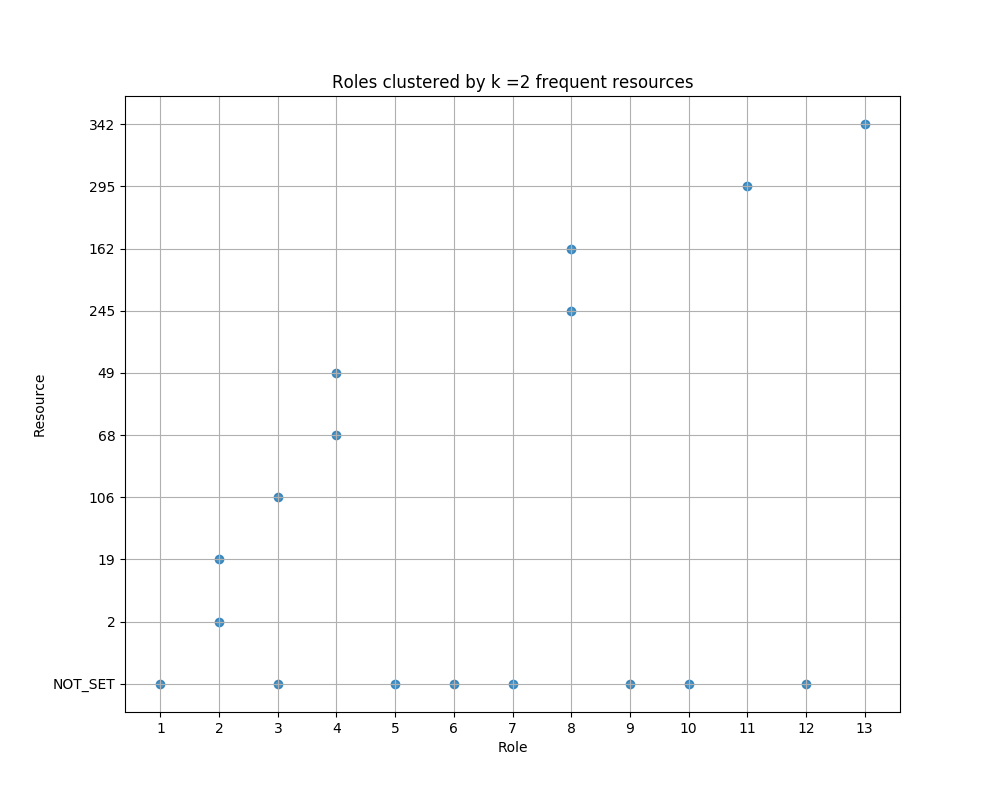 Roles clustered by k =2 frequent resources
342
295
162
245
49
68
106
19
2
NOT_SET
Resource
1 2 3 4 5 6 7 8 9 10 11 12 13
Role